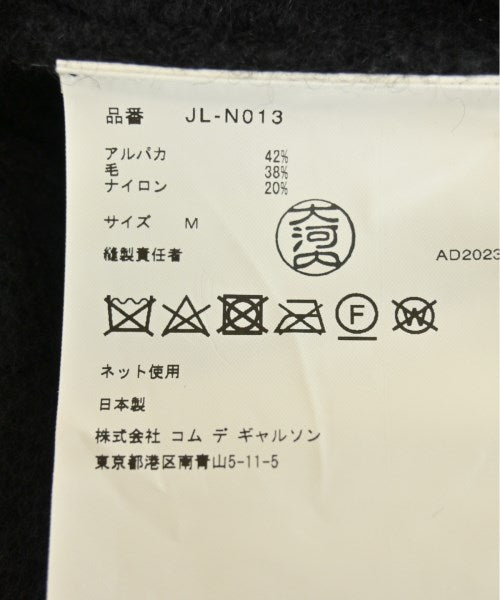 品番 JL-N013
アルパカ 42%
毛 38%
ナイロン 20%
サイズ M
大河内
縫製責任者
AD2023
F W
ネット使用
日本製
株式会社 コム デ ギャルソン
東京都港区南青山5-11-5